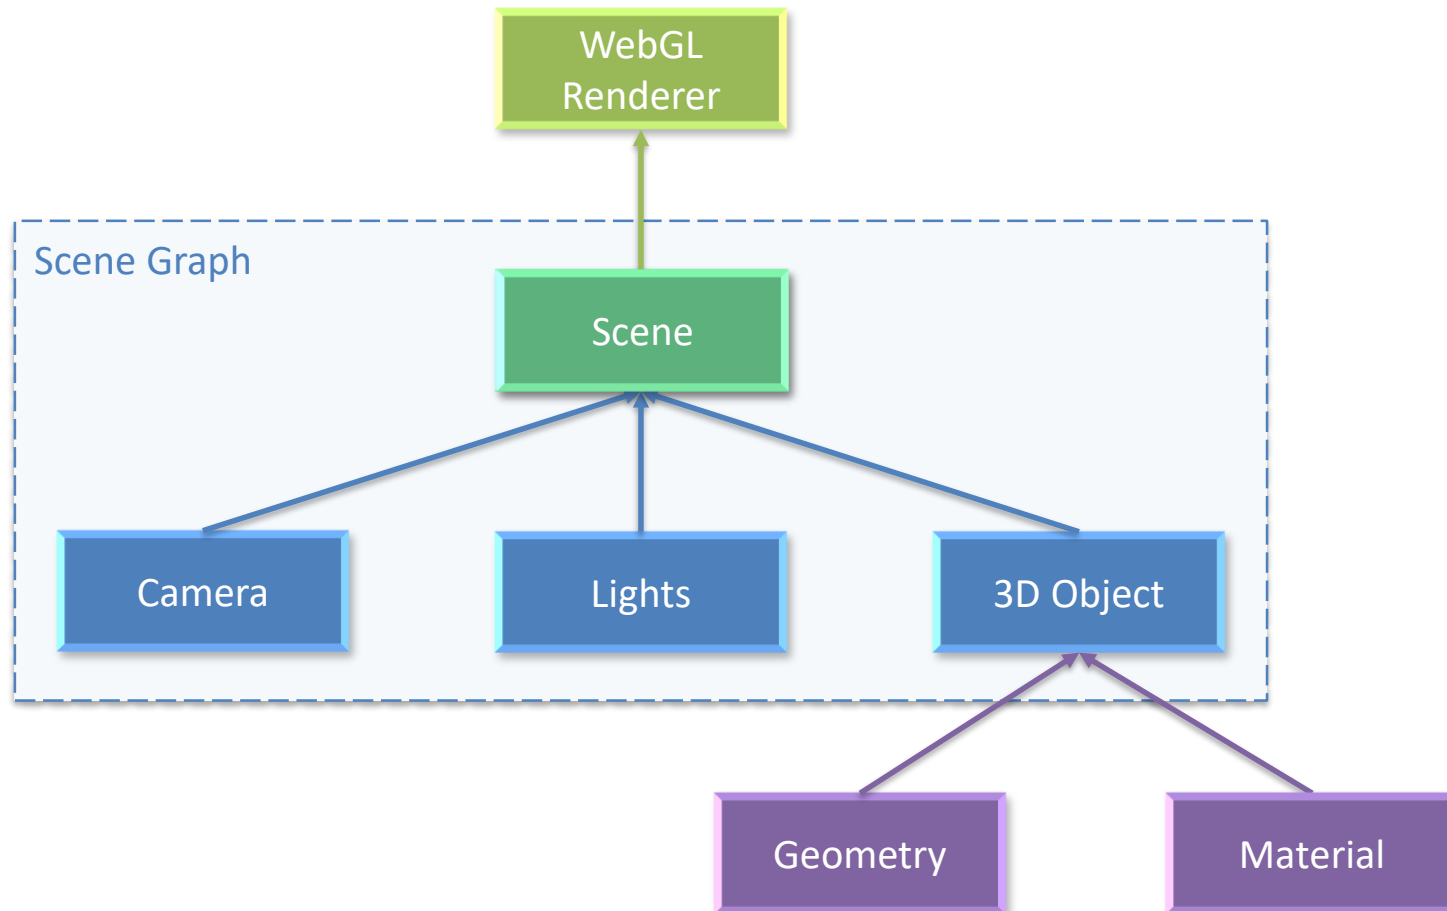 WebGL
Renderer
Scene Graph
Scene
Camera
Lights
3D Object
Geometry
Material